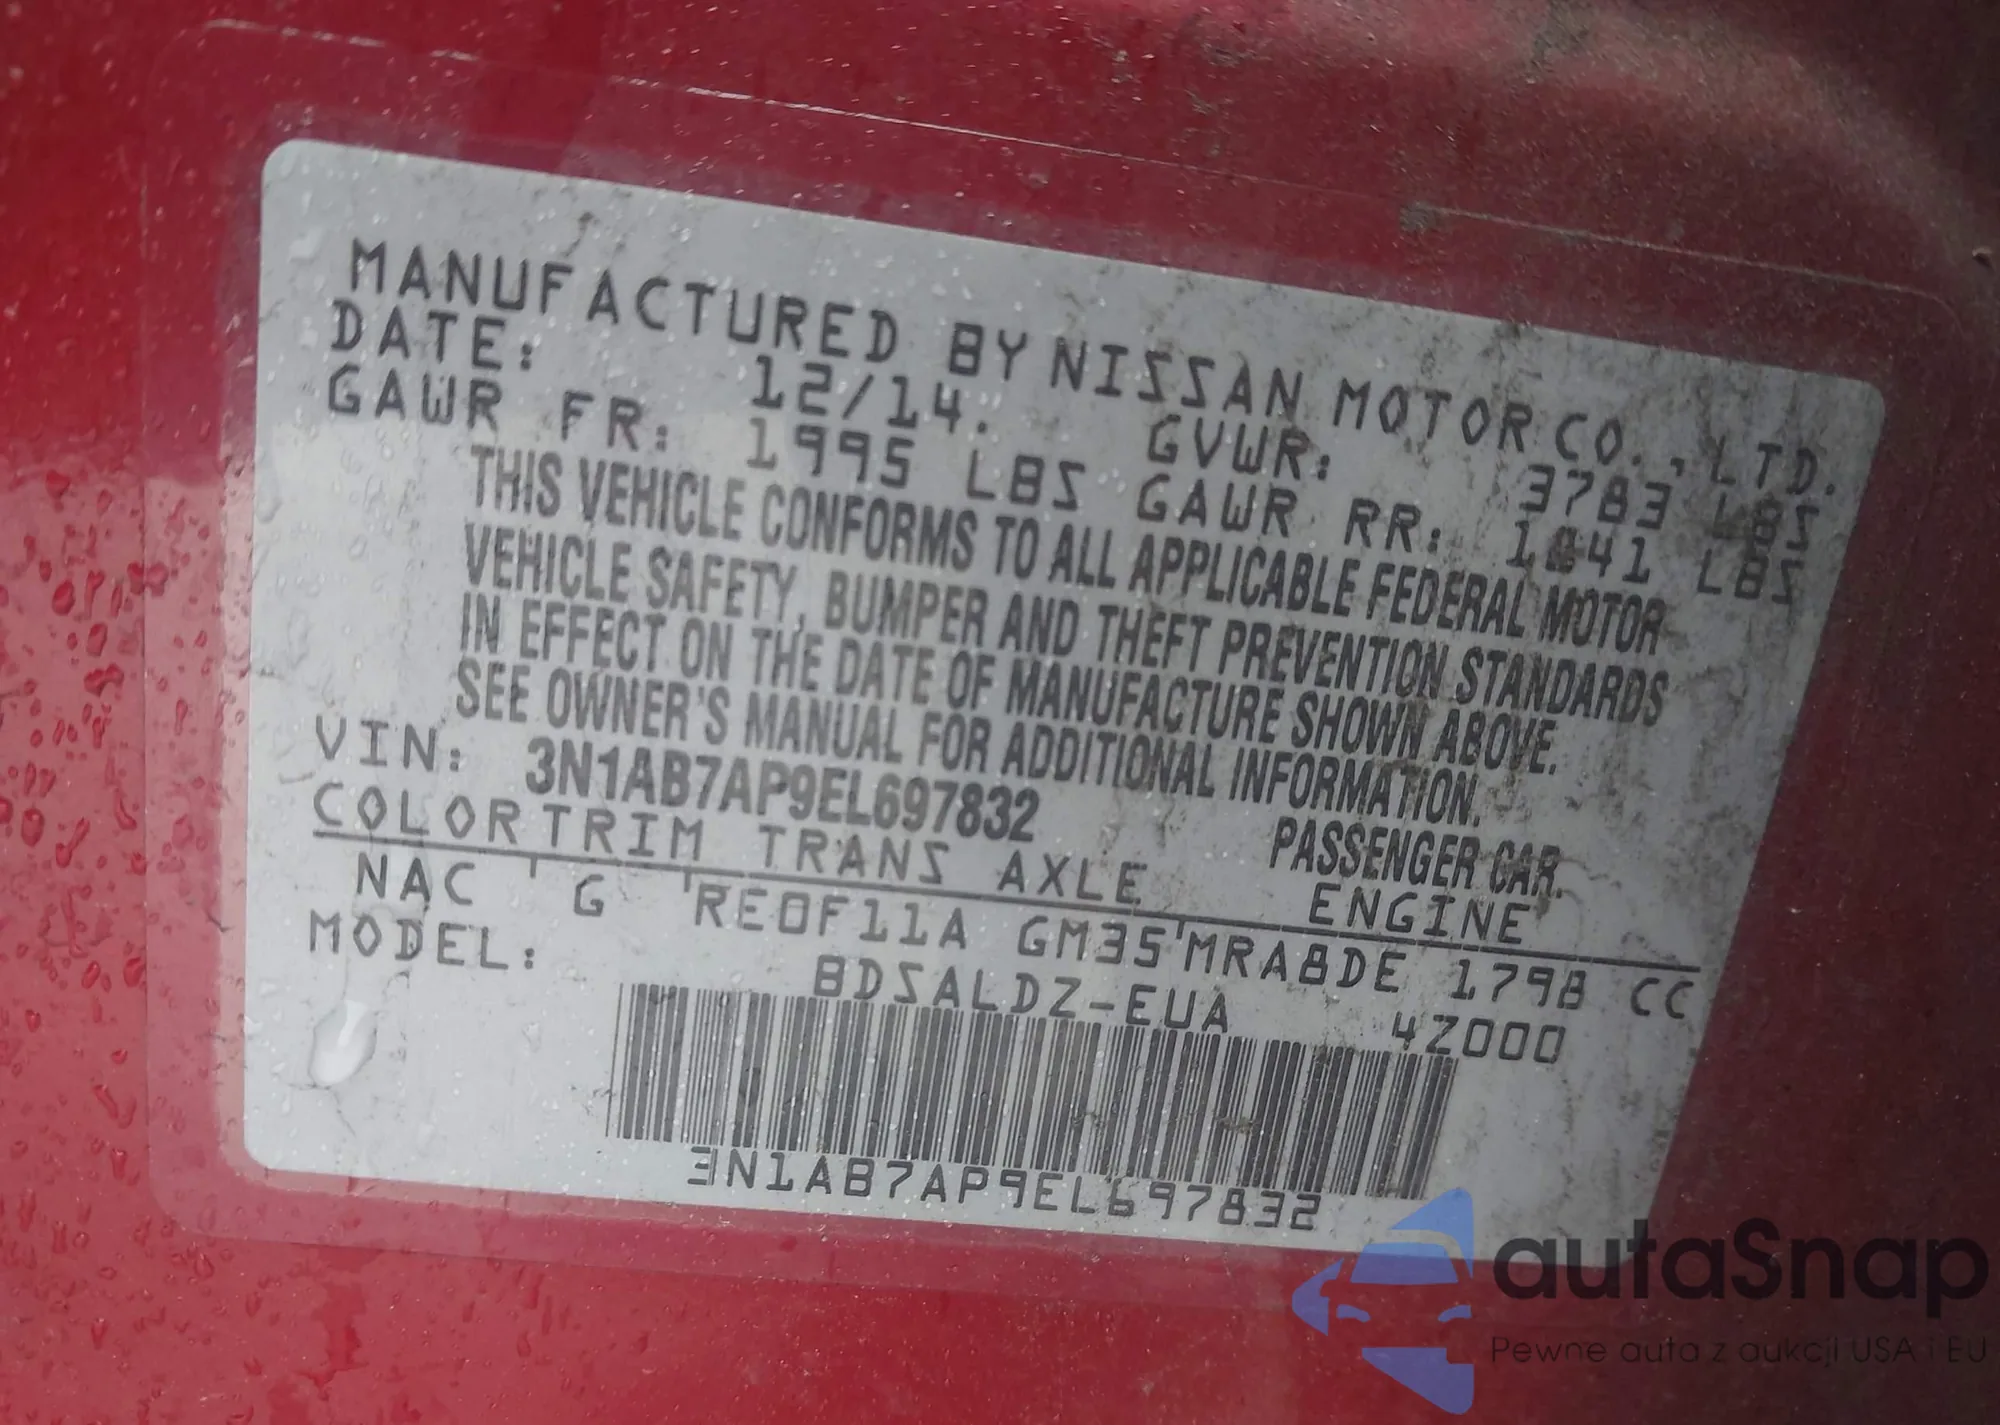 MANUFACTURED BY NISSAN MOTOR CO., LTD.
DATE: 12/14. GVWR: 3783 LBS
GAWR FR: 1995 LBS GAWR RR: 1841 LBS
THIS VEHICLE CONFORMS TO ALL APPLICABLE FEDERAL MOTOR
VEHICLE SAFETY, BUMPER AND THEFT PREVENTION STANDARDS
IN EFFECT ON THE DATE OF MANUFACTURE SHOWN ABOVE.
SEE OWNER'S MANUAL FOR ADDITIONAL INFORMATION.
VIN: 3N1AB7AP9EL697832 PASSENGER CAR.
COLOR TRIM TRANS AXLE ENGINE
NAC G RE0F11A GM35 MRA8DE 1798 CC
MODEL: BDSALDZ-EUA 4Z000
3N1AB7AP9EL697832
autaSnap
Pewne auta z aukcji USA i EU